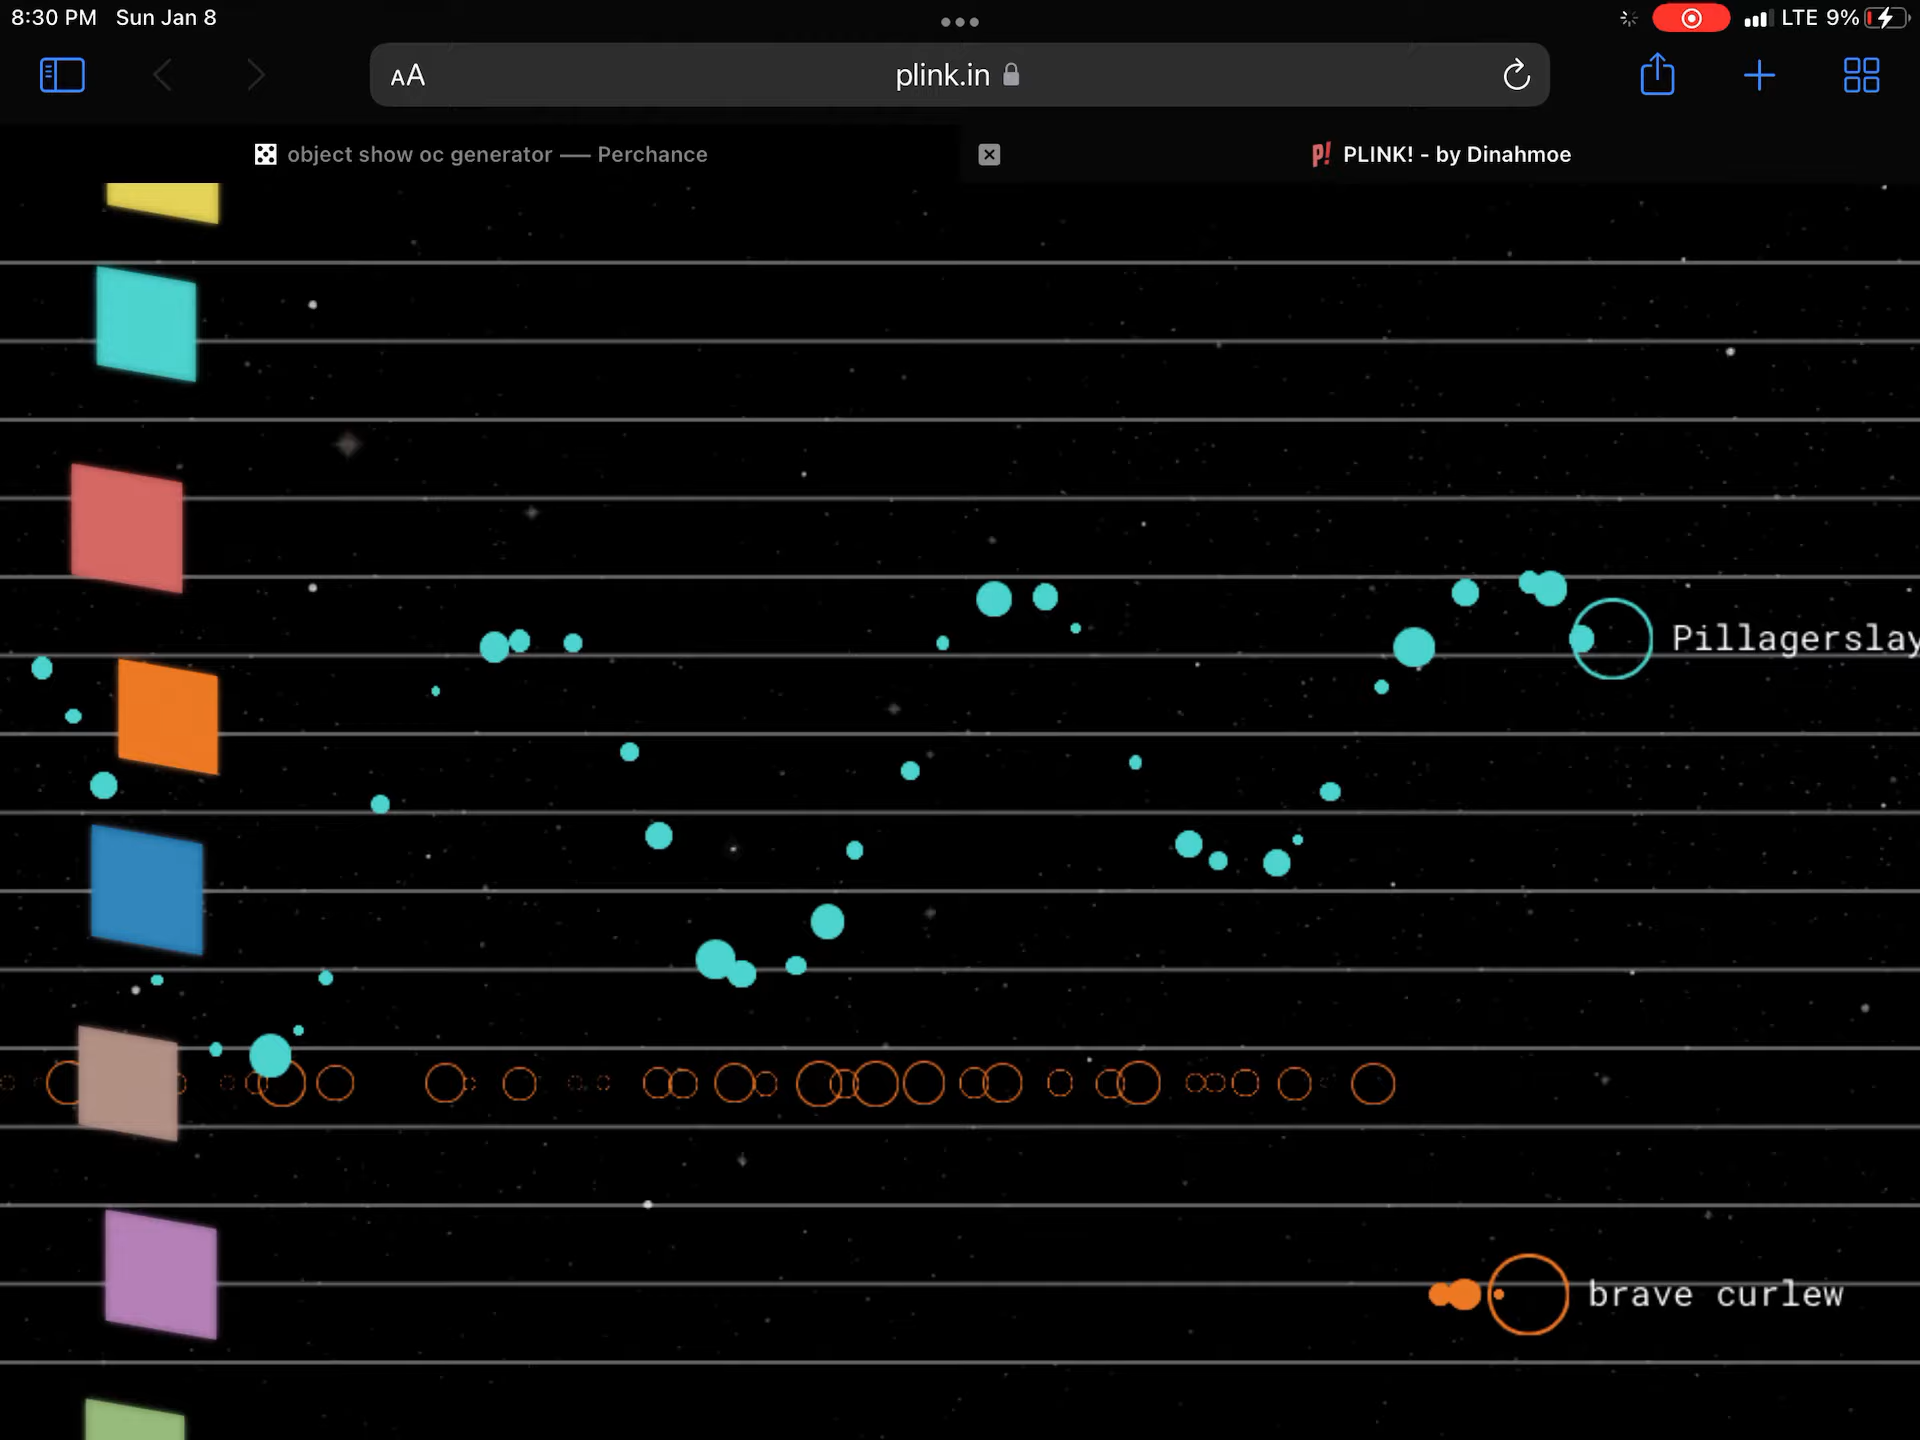 8:30 PM Sun Jan 8
LTE 9%
AA plink.in
object show oc generator — Perchance
p! PLINK! - by Dinahmoe
Pillagerslay
brave curlew